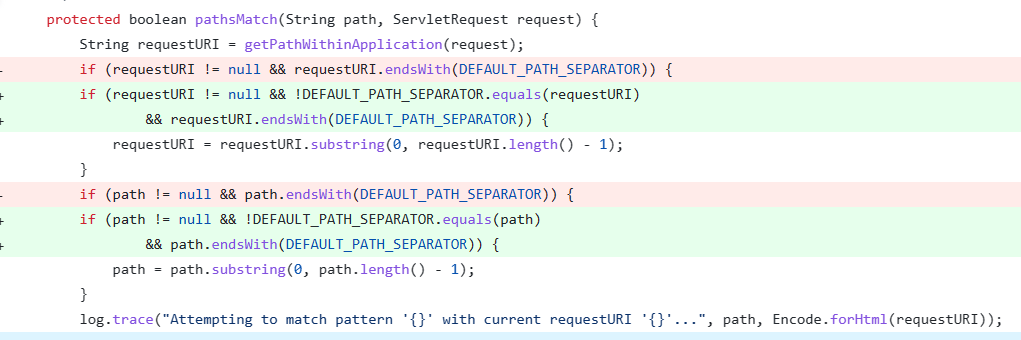 protected boolean pathsMatch(String path, ServletRequest request) {
String requestURI = getPathWithinApplication(request);
- if (requestURI != null && requestURI.endsWith(DEFAULT_PATH_SEPARATOR)) {
+ if (requestURI != null && !DEFAULT_PATH_SEPARATOR.equals(requestURI)
+ && requestURI.endsWith(DEFAULT_PATH_SEPARATOR)) {
requestURI = requestURI.substring(0, requestURI.length() - 1);
}
- if (path != null && path.endsWith(DEFAULT_PATH_SEPARATOR)) {
+ if (path != null && !DEFAULT_PATH_SEPARATOR.equals(path)
+ && path.endsWith(DEFAULT_PATH_SEPARATOR)) {
path = path.substring(0, path.length() - 1);
}
log.trace("Attempting to match pattern '{}' with current requestURI '{}'...", path, Encode.forHtml(requestURI));